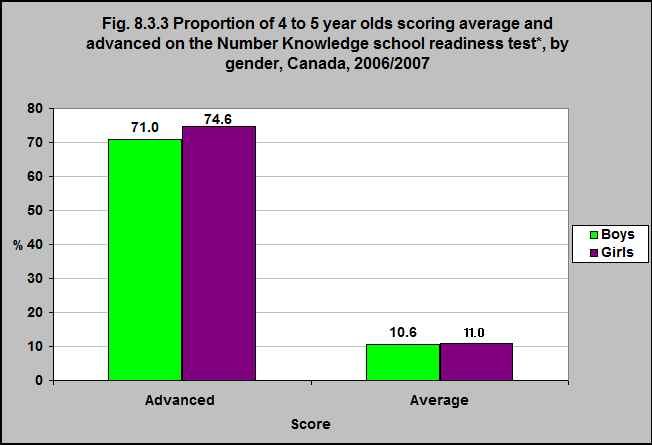 Fig. 8.3.3 Proportion of 4 to 5 year olds scoring average and
advanced on the Number Knowledge school readiness test*, by
gender, Canada, 2006/2007
80
70
60
50
40
30
20
10
0
%
71.0
74.6
10.6
11.0
Advanced
Average
Score
Boys
Girls